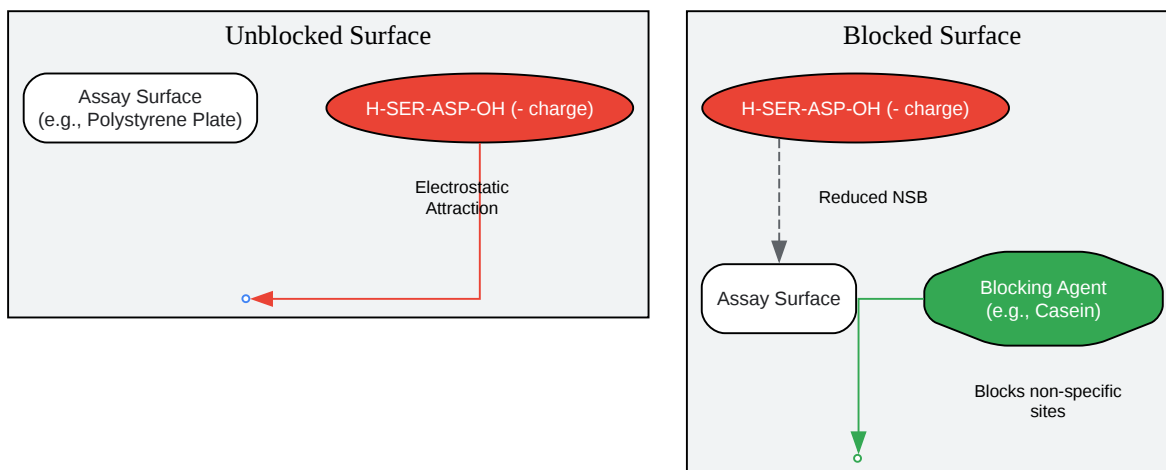 Unblocked Surface
Assay Surface
(e.g., Polystyrene Plate)
H-SER-ASP-OH (- charge)
Electrostatic
Attraction
Blocked Surface
H-SER-ASP-OH (- charge)
Reduced NSB
Assay Surface
Blocking Agent
(e.g., Casein)
Blocks non-specific
sites